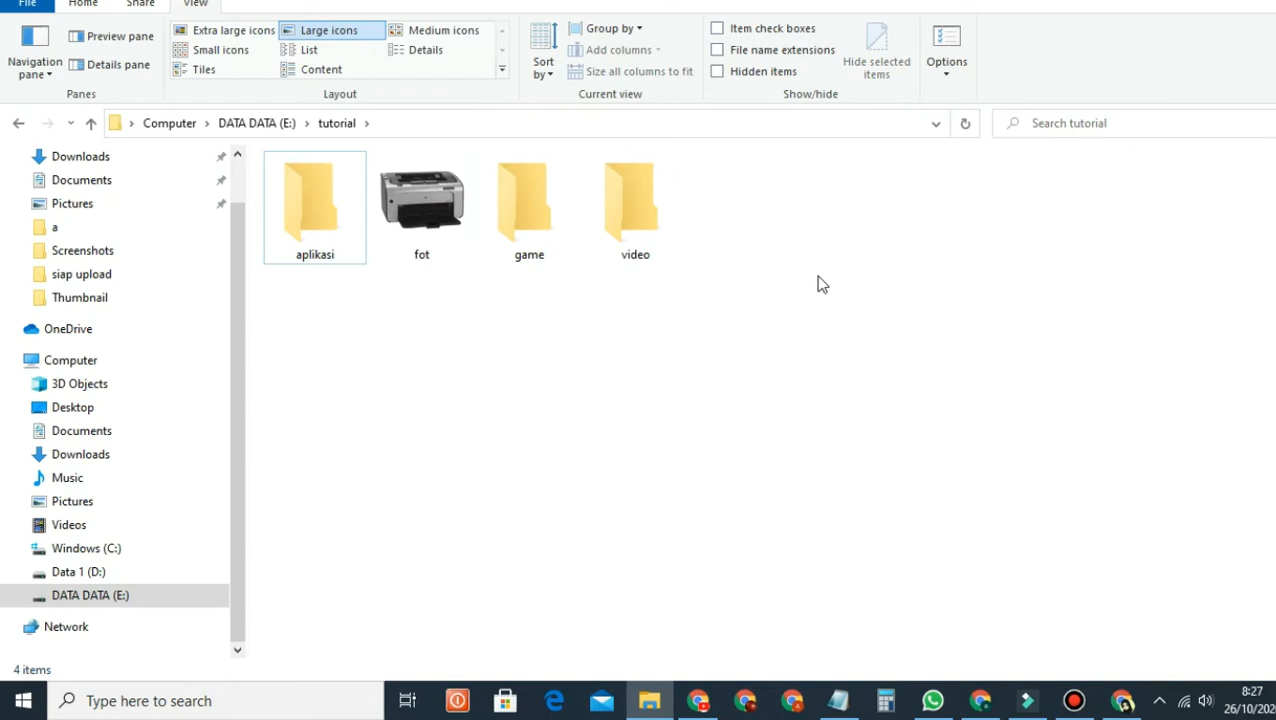 File Home Share View
Extra large icons Large icons Medium icons
Small icons List Details
Tiles Content
Preview pane
Details pane
Navigation pane
Panes
Layout
Sort by
Group by
Add columns
Size all columns to fit
Current view
Item check boxes
File name extensions
Hidden items
Hide selected items
Show/hide
Options
Computer DATA DATA (E:) tutorial
Search tutorial
Downloads
Documents
Pictures
a
Screenshots
siap upload
Thumbnail
OneDrive
Computer
3D Objects
Desktop
Documents
Downloads
Music
Pictures
Videos
Windows (C:)
Data 1 (D:)
DATA DATA (E:)
Network
aplikasi fot game video
4 items
Type here to search
8:27